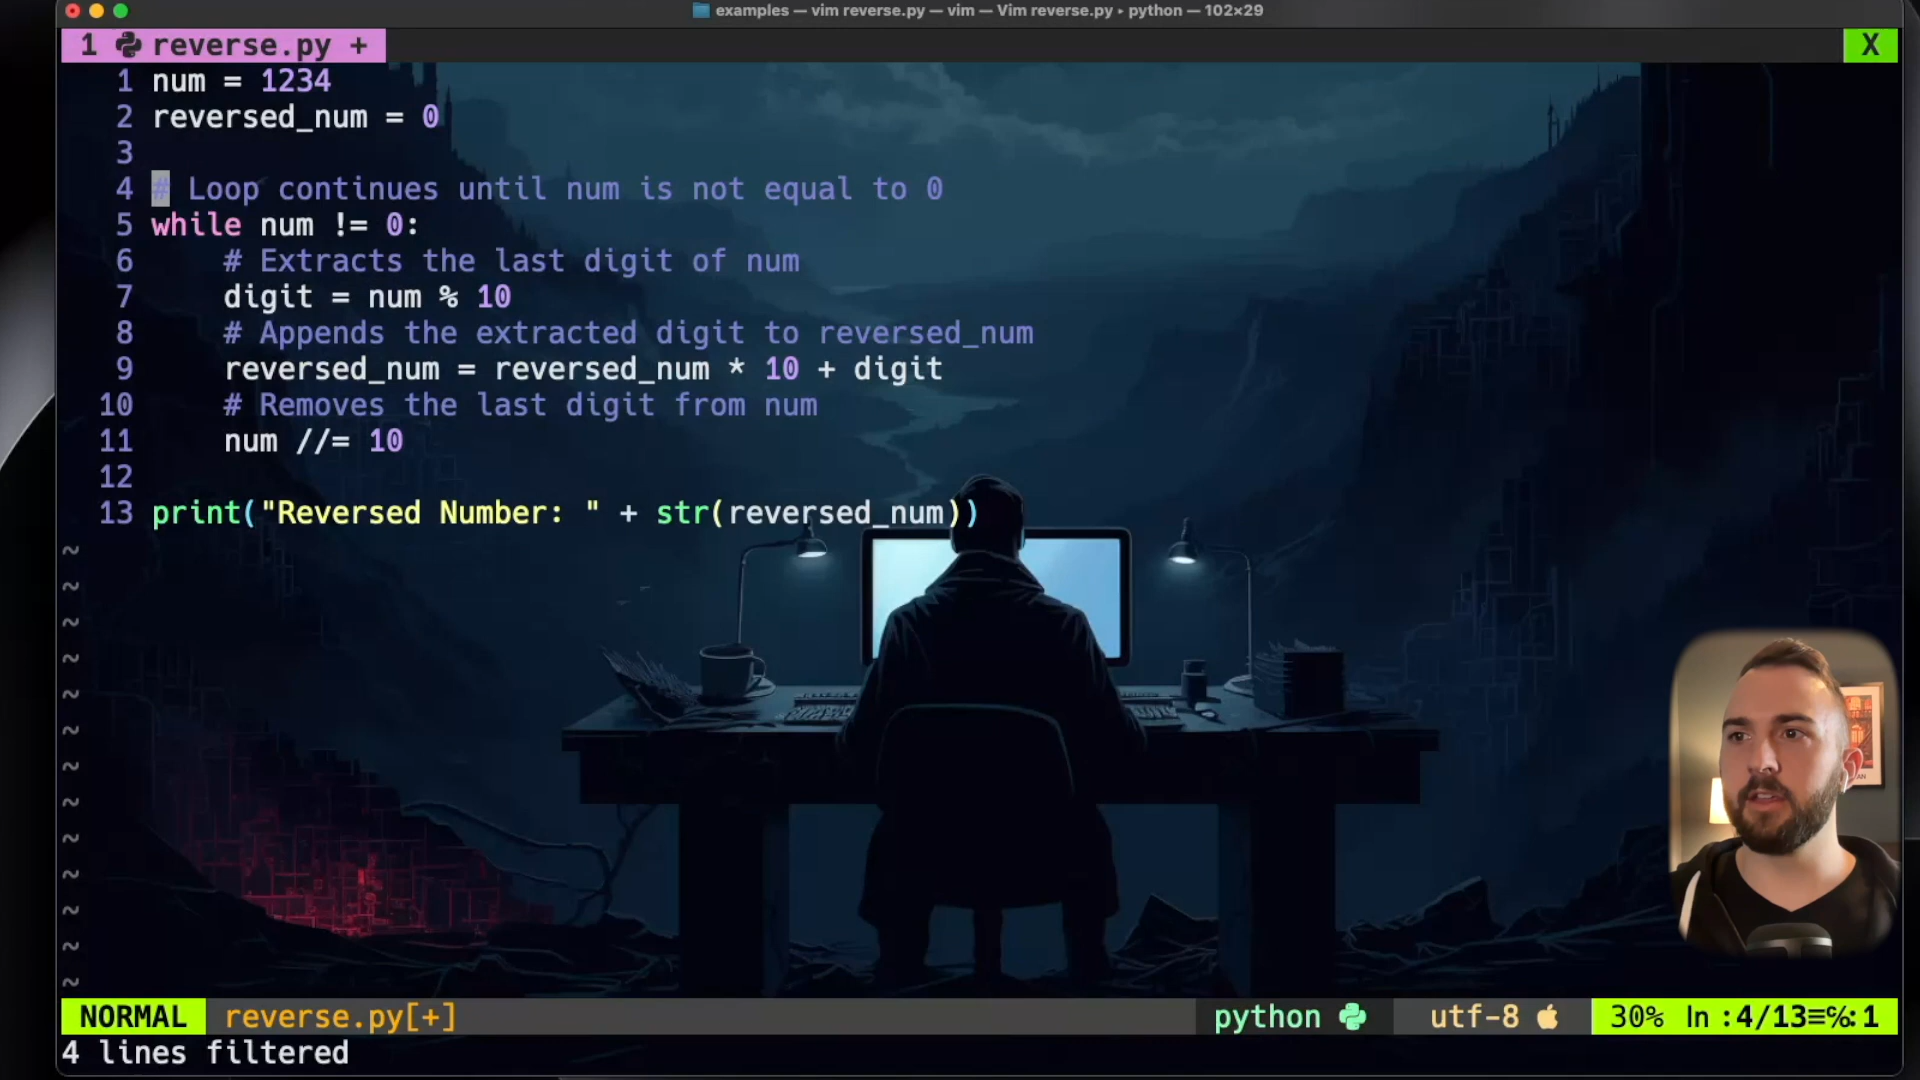 examples — vim reverse.py — vim — Vim reverse.py ▸ python — 102×29
1 reverse.py + X
1 num = 1234
2 reversed_num = 0
3
4 # Loop continues until num is not equal to 0
5 while num != 0:
6 # Extracts the last digit of num
7 digit = num % 10
8 # Appends the extracted digit to reversed_num
9 reversed_num = reversed_num * 10 + digit
10 # Removes the last digit from num
11 num //= 10
12
13 print("Reversed Number: " + str(reversed_num))
~
~
~
~
~
~
~
~
~
~
~
~
~
NORMAL reverse.py[+] python utf-8 30% ln :4/13≡℅:1
4 lines filtered